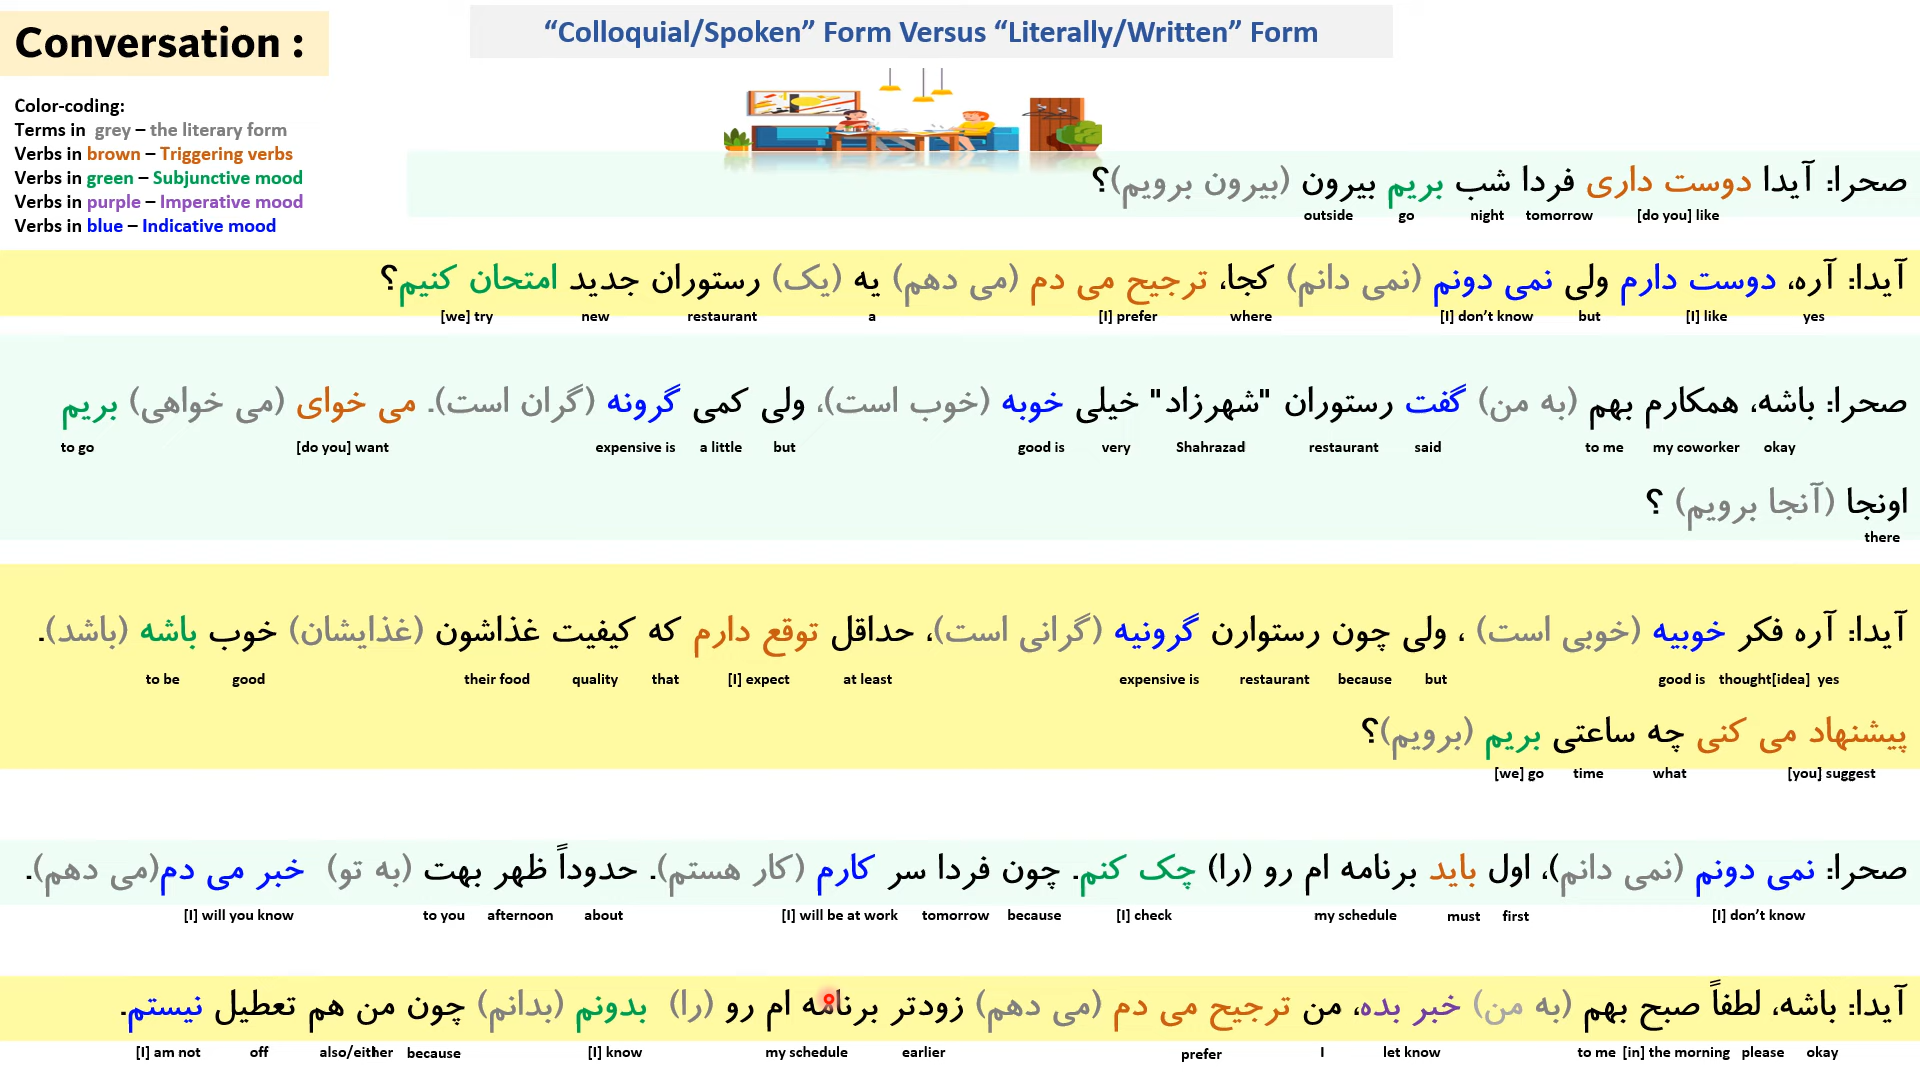 Conversation :
“Colloquial/Spoken” Form Versus “Literally/Written” Form
Color-coding:
Terms in grey – the literary form
Verbs in brown – Triggering verbs
Verbs in green – Subjunctive mood
Verbs in purple – Imperative mood
Verbs in blue – Indicative mood
صحرا: آیدا دوست داری فردا شب بریم بیرون (بیرون برویم)؟
outside go night tomorrow [do you] like
آیدا: آره، دوست دارم ولی نمی دونم (نمی دانم) کجا، ترجیح می دم (می دهم) یه (یک) رستوران جدید امتحان کنیم؟
[we] try new restaurant a [I] prefer where [I] don’t know but [I] like yes
صحرا: باشه، همکارم بهم (به من) گفت رستوران "شهرزاد" خیلی خوبه (خوب است)، ولی کمی گرونه (گران است). می خوای (می خواهی) بریم
to go [do you] want expensive is a little but good is very Shahrazad restaurant said to me my coworker okay
اونجا (آنجا برویم) ؟
there
آیدا: آره فکر خوبیه (خوبی است) ، ولی چون رستوارن گرونیه (گرانی است)، حداقل توقع دارم که کیفیت غذاشون (غذایشان) خوب باشه (باشد).
to be good their food quality that [I] expect at least expensive is restaurant because but good is thought[idea] yes
پیشنهاد می کنی چه ساعتی بریم (برویم)؟
[we] go time what [you] suggest
صحرا: نمی دونم (نمی دانم)، اول باید برنامه ام رو (را) چک کنم. چون فردا سر کارم (کار هستم). حدوداً ظهر بهت (به تو) خبر می دم(می دهم).
[I] will you know to you afternoon about [I] will be at work tomorrow because [I] check my schedule must first [I] don’t know
آیدا: باشه، لطفاً صبح بهم (به من) خبر بده، من ترجیح می دم (می دهم) زودتر برنامه ام رو (را) بدونم (بدانم) چون من هم تعطیل نیستم.
[I] am not off also/either because [I] know my schedule earlier prefer I let know to me [in] the morning please okay